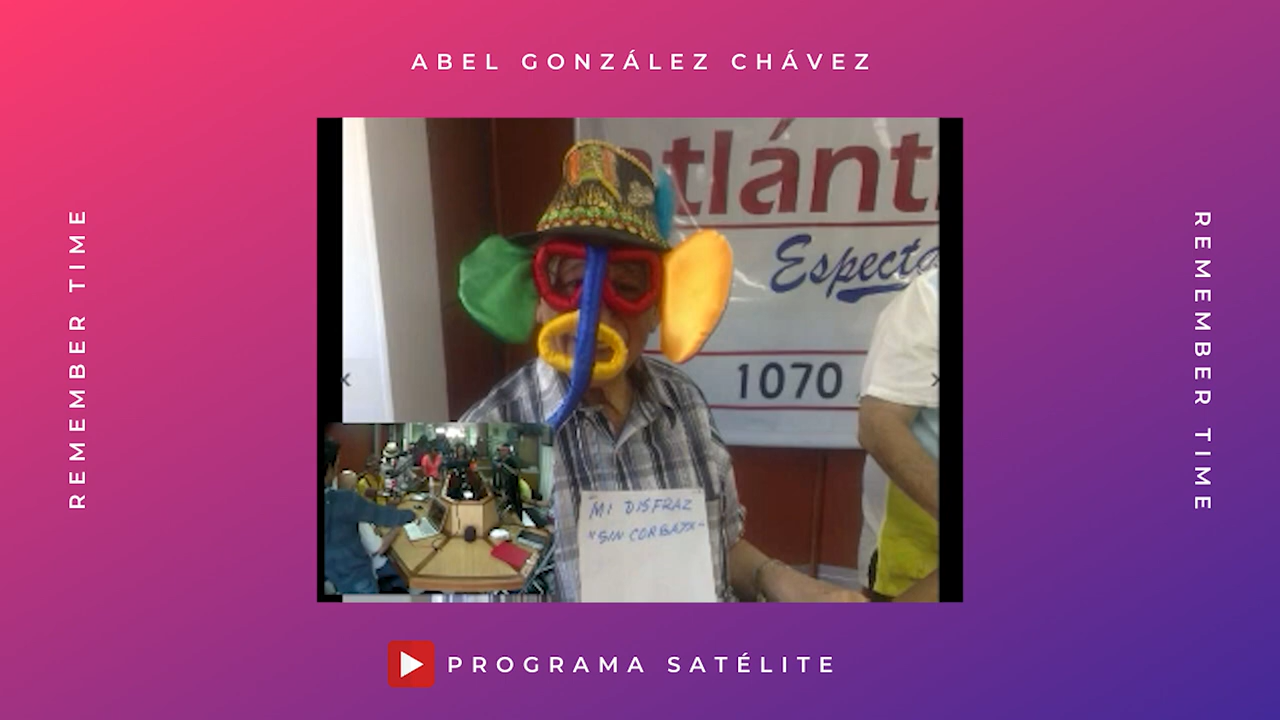 ABEL GONZÁLEZ CHÁVEZ
REMEMBER TIME
REMEMBER TIME
tlánt
Especta
1070
MI DISFRAZ
"SIN CORBATA"
PROGRAMA SATÉLITE